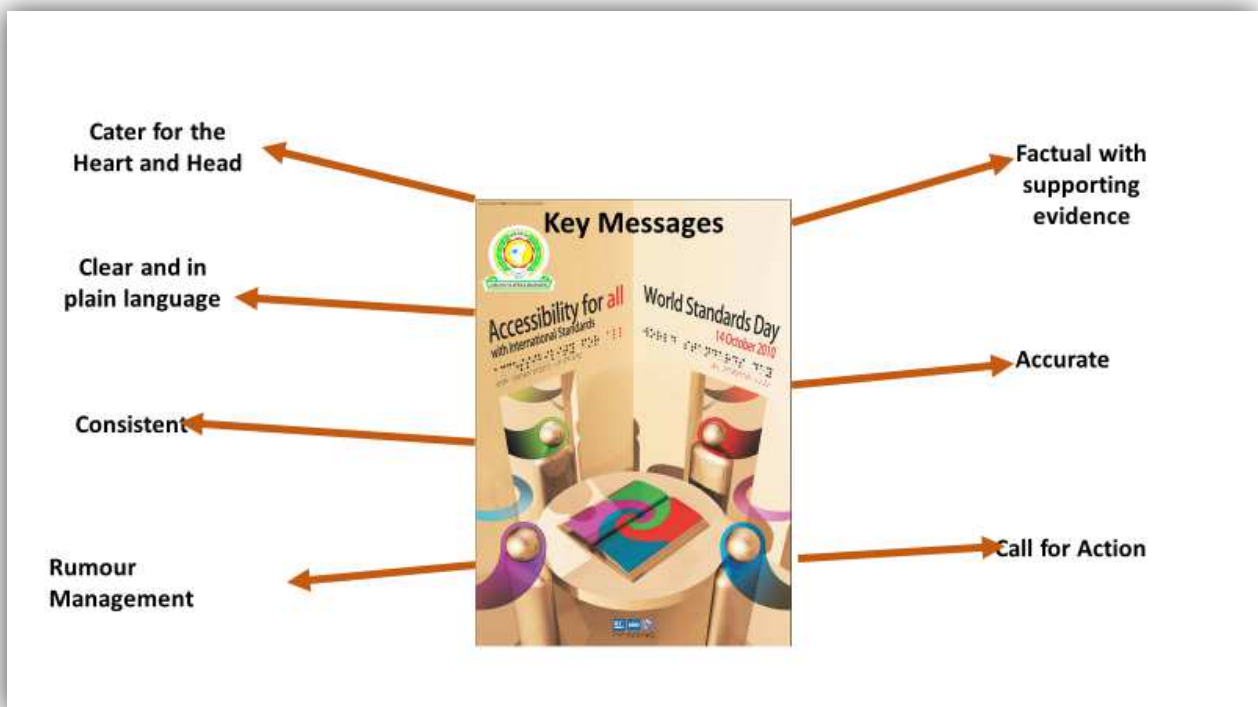 Cater for the
Heart and Head
Clear and in
plain language
Consistent
Rumour
Management
Key Messages
Accessibility for all
with International Standards
World Standards Day
14 October 2010
Factual with
supporting
evidence
Accurate
Call for Action